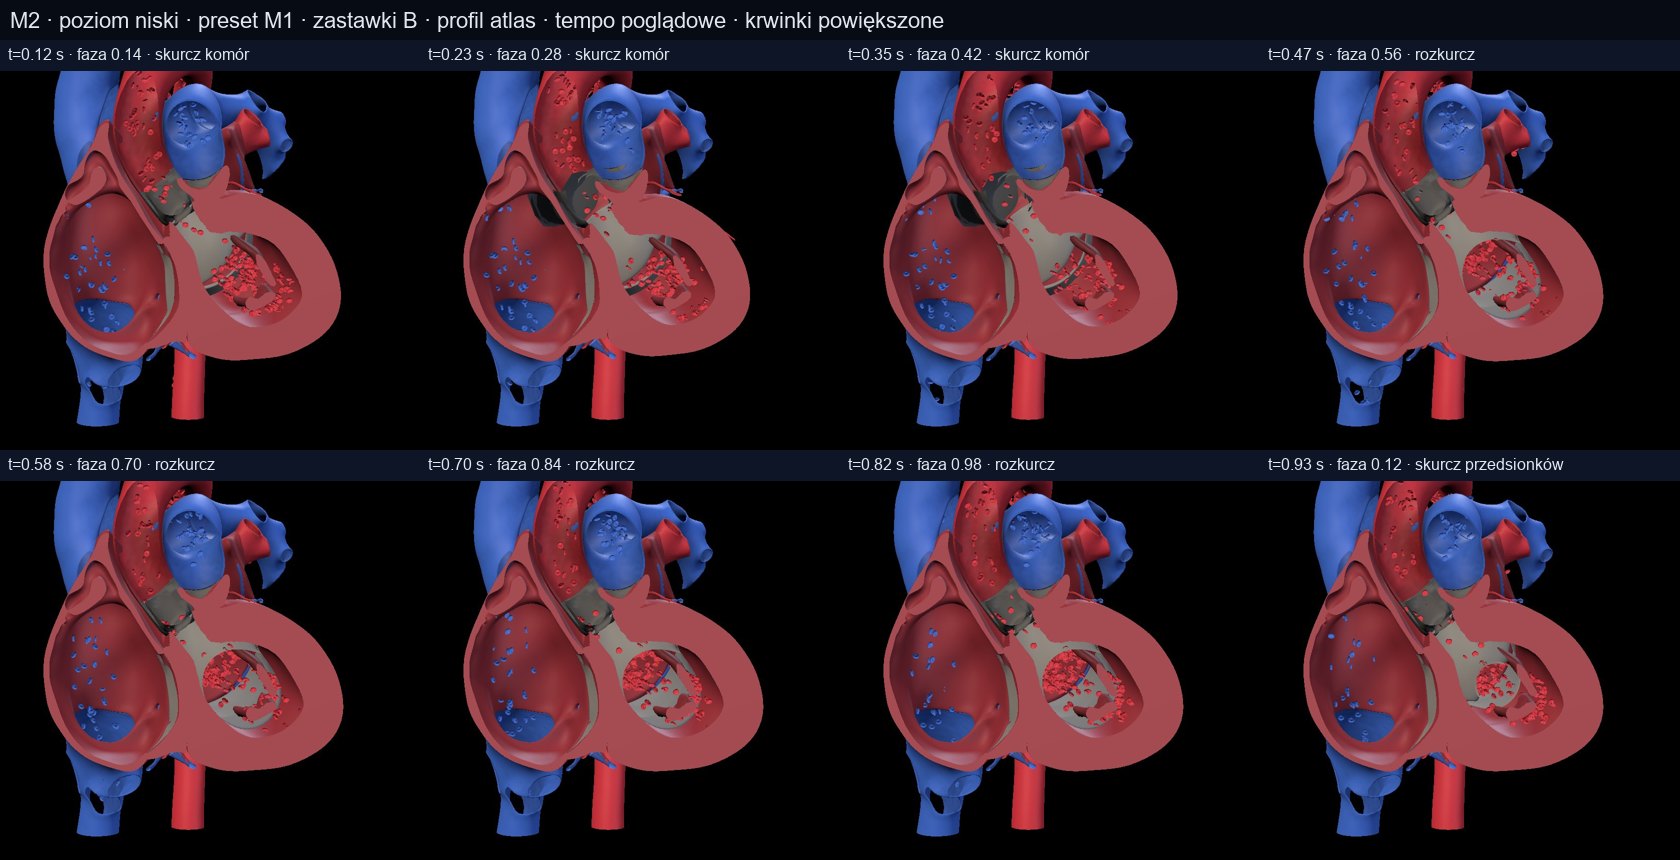 M2 · poziom niski · preset M1 · zastawki B · profil atlas · tempo poglądowe · krwinki powiększone
t=0.12 s · faza 0.14 · skurcz komór
t=0.23 s · faza 0.28 · skurcz komór
t=0.35 s · faza 0.42 · skurcz komór
t=0.47 s · faza 0.56 · rozkurcz
t=0.58 s · faza 0.70 · rozkurcz
t=0.70 s · faza 0.84 · rozkurcz
t=0.82 s · faza 0.98 · rozkurcz
t=0.93 s · faza 0.12 · skurcz przedsionków